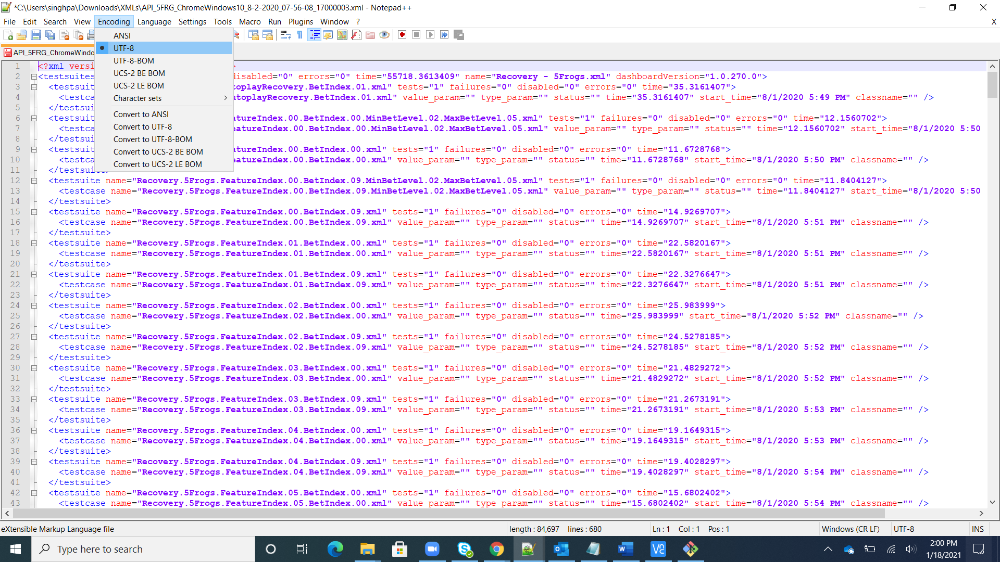 *C:\Users\singhpa\Downloads\XMLs\API_5FRG_ChromeWindows10_8-2-2020_07-56-08_17000003.xml - Notepad++
File Edit Search View Encoding Language Settings Tools Macro Run Plugins Window ? X
API_5FRG_ChromeWindo
ANSI
UTF-8
UTF-8-BOM
UCS-2 BE BOM
UCS-2 LE BOM
Character sets
Convert to ANSI
Convert to UTF-8
Convert to UTF-8-BOM
Convert to UCS-2 BE BOM
Convert to UCS-2 LE BOM
1 <?xml versi >
2 <testsuites disabled="0" errors="0" time="55718.3613409" name="Recovery - 5Frogs.xml" dashboardVersion="1.0.270.0">
3 <testsuit toplayRecovery.BetIndex.01.xml" tests="1" failures="0" disabled="0" errors="0" time="35.3161407">
4 <testca utoplayRecovery.BetIndex.01.xml" value_param="" type_param="" status="" time="35.3161407" start_time="8/1/2020 5:49 PM" classname="" />
5 </testsui
6 <testsuit eatureIndex.00.MinBetLevel.02.MaxBetLevel.05.xml" tests="1" failures="0" disabled="0" errors="0" time="12.1560702">
7 <testca eatureIndex.00.BetIndex.00.MinBetLevel.02.MaxBetLevel.05.xml" value_param="" type_param="" status="" time="12.1560702" start_time="8/1/2020 5:50
8 </testsui
9 <testsuit atureIndex.00.BetIndex.00.xml" tests="1" failures="0" disabled="0" errors="0" time="11.6728768">
10 <testca eatureIndex.00.BetIndex.00.xml" value_param="" type_param="" status="" time="11.6728768" start_time="8/1/2020 5:50 PM" classname="" />
11 </testsuite>
12 <testsuite name="Recovery.5Frogs.FeatureIndex.00.BetIndex.09.MinBetLevel.02.MaxBetLevel.05.xml" tests="1" failures="0" disabled="0" errors="0" time="11.8404127">
13 <testcase name="Recovery.5Frogs.FeatureIndex.00.BetIndex.09.MinBetLevel.02.MaxBetLevel.05.xml" value_param="" type_param="" status="" time="11.8404127" start_time="8/1/2020 5:50
14 </testsuite>
15 <testsuite name="Recovery.5Frogs.FeatureIndex.00.BetIndex.09.xml" tests="1" failures="0" disabled="0" errors="0" time="14.9269707">
16 <testcase name="Recovery.5Frogs.FeatureIndex.00.BetIndex.09.xml" value_param="" type_param="" status="" time="14.9269707" start_time="8/1/2020 5:51 PM" classname="" />
17 </testsuite>
18 <testsuite name="Recovery.5Frogs.FeatureIndex.01.BetIndex.00.xml" tests="1" failures="0" disabled="0" errors="0" time="22.5820167">
19 <testcase name="Recovery.5Frogs.FeatureIndex.01.BetIndex.00.xml" value_param="" type_param="" status="" time="22.5820167" start_time="8/1/2020 5:51 PM" classname="" />
20 </testsuite>
21 <testsuite name="Recovery.5Frogs.FeatureIndex.01.BetIndex.09.xml" tests="1" failures="0" disabled="0" errors="0" time="22.3276647">
22 <testcase name="Recovery.5Frogs.FeatureIndex.01.BetIndex.09.xml" value_param="" type_param="" status="" time="22.3276647" start_time="8/1/2020 5:51 PM" classname="" />
23 </testsuite>
24 <testsuite name="Recovery.5Frogs.FeatureIndex.02.BetIndex.00.xml" tests="1" failures="0" disabled="0" errors="0" time="25.983999">
25 <testcase name="Recovery.5Frogs.FeatureIndex.02.BetIndex.00.xml" value_param="" type_param="" status="" time="25.983999" start_time="8/1/2020 5:52 PM" classname="" />
26 </testsuite>
27 <testsuite name="Recovery.5Frogs.FeatureIndex.02.BetIndex.09.xml" tests="1" failures="0" disabled="0" errors="0" time="24.5278185">
28 <testcase name="Recovery.5Frogs.FeatureIndex.02.BetIndex.09.xml" value_param="" type_param="" status="" time="24.5278185" start_time="8/1/2020 5:52 PM" classname="" />
29 </testsuite>
30 <testsuite name="Recovery.5Frogs.FeatureIndex.03.BetIndex.00.xml" tests="1" failures="0" disabled="0" errors="0" time="21.4829272">
31 <testcase name="Recovery.5Frogs.FeatureIndex.03.BetIndex.00.xml" value_param="" type_param="" status="" time="21.4829272" start_time="8/1/2020 5:52 PM" classname="" />
32 </testsuite>
33 <testsuite name="Recovery.5Frogs.FeatureIndex.03.BetIndex.09.xml" tests="1" failures="0" disabled="0" errors="0" time="21.2673191">
34 <testcase name="Recovery.5Frogs.FeatureIndex.03.BetIndex.09.xml" value_param="" type_param="" status="" time="21.2673191" start_time="8/1/2020 5:53 PM" classname="" />
35 </testsuite>
36 <testsuite name="Recovery.5Frogs.FeatureIndex.04.BetIndex.00.xml" tests="1" failures="0" disabled="0" errors="0" time="19.1649315">
37 <testcase name="Recovery.5Frogs.FeatureIndex.04.BetIndex.00.xml" value_param="" type_param="" status="" time="19.1649315" start_time="8/1/2020 5:53 PM" classname="" />
38 </testsuite>
39 <testsuite name="Recovery.5Frogs.FeatureIndex.04.BetIndex.09.xml" tests="1" failures="0" disabled="0" errors="0" time="19.4028297">
40 <testcase name="Recovery.5Frogs.FeatureIndex.04.BetIndex.09.xml" value_param="" type_param="" status="" time="19.4028297" start_time="8/1/2020 5:54 PM" classname="" />
41 </testsuite>
42 <testsuite name="Recovery.5Frogs.FeatureIndex.05.BetIndex.00.xml" tests="1" failures="0" disabled="0" errors="0" time="15.6802402">
43 <testcase name="Recovery.5Frogs.FeatureIndex.05.BetIndex.00.xml" value_param="" type_param="" status="" time="15.6802402" start_time="8/1/2020 5:54 PM" classname="" />
eXtensible Markup Language file length : 84,697 lines : 680 Ln : 1 Col : 1 Pos : 1 Windows (CR LF) UTF-8 INS
Type here to search
2:00 PM
1/18/2021